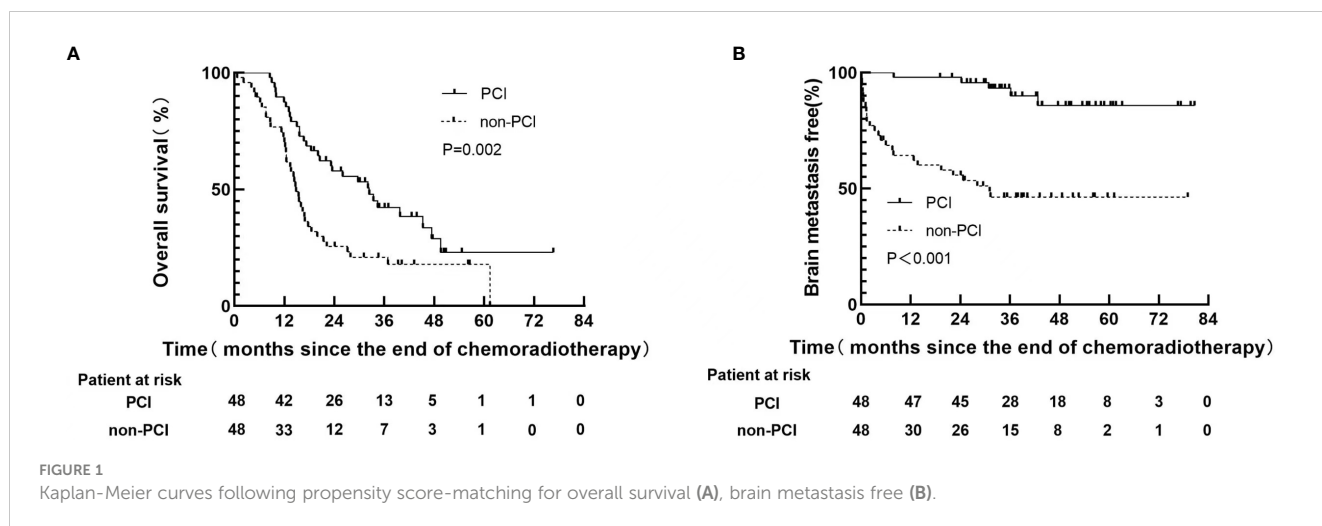 A
100
50
0
Overall survival( %)
PCI
non-PCI
P=0.002
0 12 24 36 48 60 72 84
Time( months since the end of chemoradiotherapy)
Patient at risk
PCI 48 42 26 13 5 1 1 0
non-PCI 48 33 12 7 3 1 0 0
B
100
50
0
Brain metastasis free(%)
PCI
non-PCI
P<0.001
0 12 24 36 48 60 72 84
Time( months since the end of chemoradiotherapy)
Patient at risk
PCI 48 47 45 28 18 8 3 0
non-PCI 48 30 26 15 8 2 1 0
FIGURE 1
Kaplan-Meier curves following propensity score-matching for overall survival (A), brain metastasis free (B).